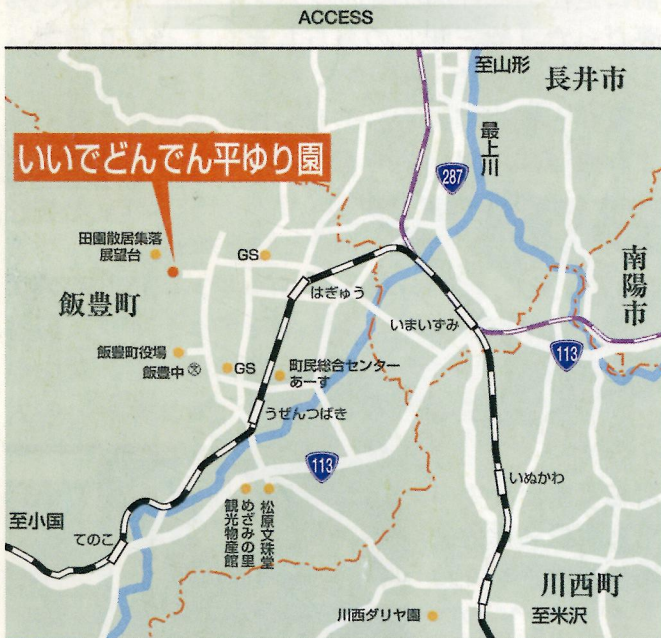 ACCESS
至山形
長井市
最上川
いいでどんでん平ゆり園
287
田園散居集落
展望台
GS
南陽市
はぎゅう
飯豊町
いまいずみ
113
飯豊町役場
飯豊中 文
GS
町民総合センター
あーす
うぜんつばき
113
いぬかわ
至小国
てのこ
松原文珠堂
めざみの里
観光物産館
川西町
川西ダリヤ園
至米沢